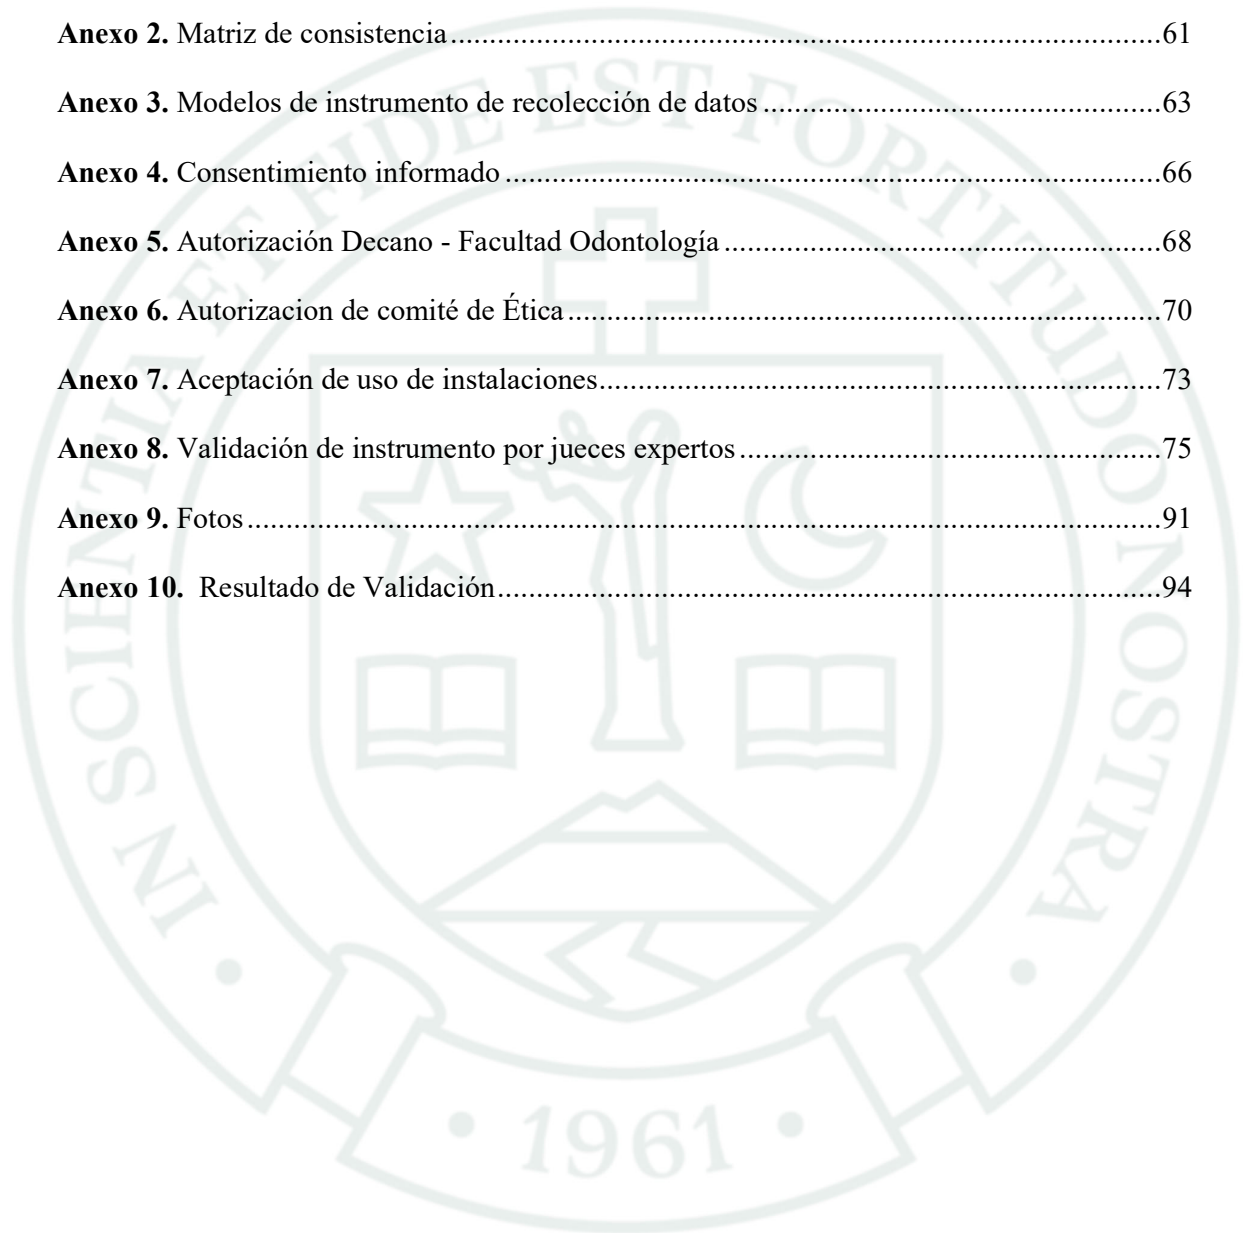 Anexo 2. Matriz de consistencia....................61
Anexo 3. Modelos de instrumento de recolección de datos....................63
Anexo 4. Consentimiento informado....................66
Anexo 5. Autorización Decano - Facultad Odontología....................68
Anexo 6. Autorizacion de comité de Ética....................70
Anexo 7. Aceptación de uso de instalaciones....................73
Anexo 8. Validación de instrumento por jueces expertos....................75
Anexo 9. Fotos....................91
Anexo 10. Resultado de Validación....................94
IN SCIENTIA ET FIDE EST FORTITUDO NOSTRA
• 1961 •